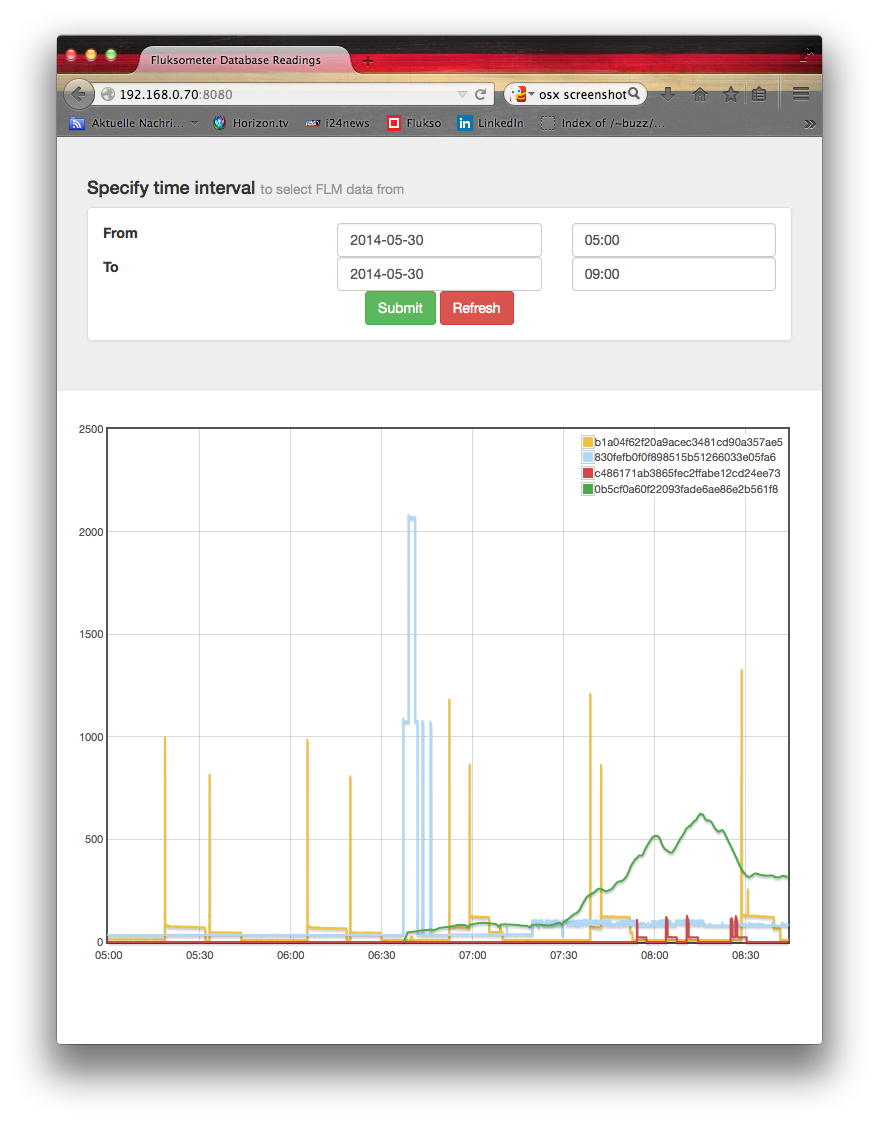 Fluksometer Database Readings
192.168.0.70:8080
osx screenshot
Aktuelle Nachri...
Horizon.tv
i24news
Flukso
in LinkedIn
Index of /~buzz/...
Specify time interval to select FLM data from
From 2014-05-30 05:00
To 2014-05-30 09:00
Submit Refresh
2500
b1a04f62f20a9acec3481cd90a357ae5
830fefb0f0f898515b51266033e05fa6
c486171ab3865fec2ffabe12cd24ee73
0b5cf0a60f22093fade6ae86e2b561f8
2000
1500
1000
500
0
05:00 05:30 06:00 06:30 07:00 07:30 08:00 08:30